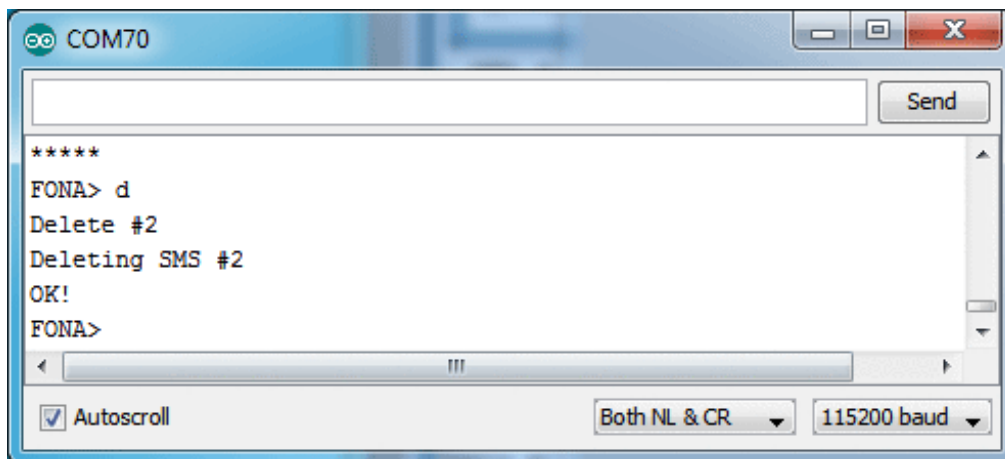 COM70
Send
*****
FONA> d
Delete #2
Deleting SMS #2
OK!
FONA>
Autoscroll
Both NL & CR
115200 baud